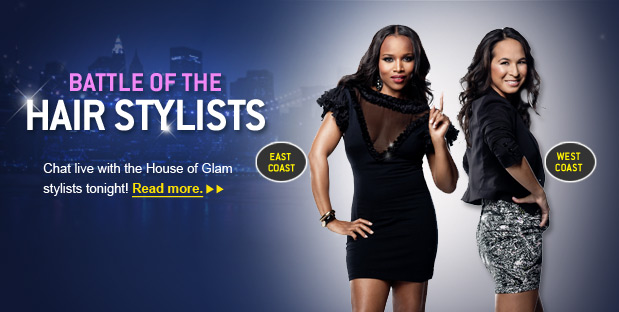 BATTLE OF THE
HAIR STYLISTS
Chat live with the House of Glam
stylists tonight! Read more.
EAST
COAST
WEST
COAST